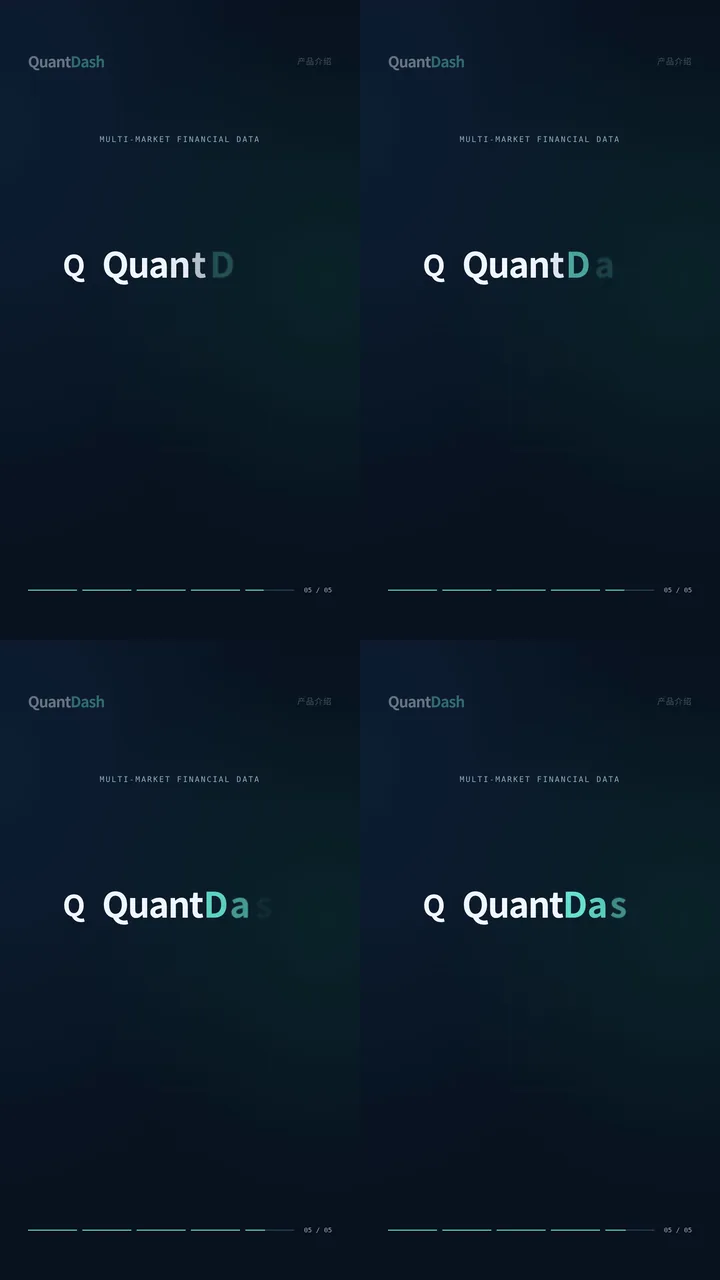 QuantDash 产品介绍
MULTI-MARKET FINANCIAL DATA
Q QuantD
05 / 05
QuantDash 产品介绍
MULTI-MARKET FINANCIAL DATA
Q QuantDa
05 / 05
QuantDash 产品介绍
MULTI-MARKET FINANCIAL DATA
Q QuantDas
05 / 05
QuantDash 产品介绍
MULTI-MARKET FINANCIAL DATA
Q QuantDas
05 / 05